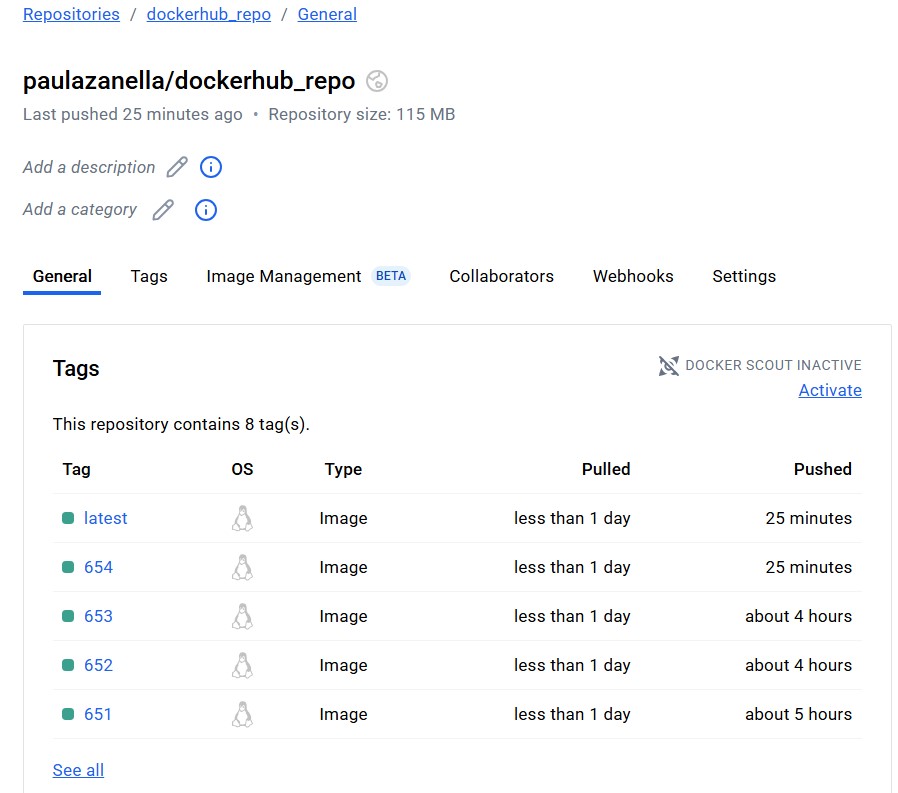 Repositories / dockerhub_repo / General
paulazanella/dockerhub_repo
Last pushed 25 minutes ago • Repository size: 115 MB
Add a description
Add a category
General Tags Image Management BETA Collaborators Webhooks Settings
Tags
DOCKER SCOUT INACTIVE
Activate
This repository contains 8 tag(s).
Tag OS Type Pulled Pushed
latest Image less than 1 day 25 minutes
654 Image less than 1 day 25 minutes
653 Image less than 1 day about 4 hours
652 Image less than 1 day about 4 hours
651 Image less than 1 day about 5 hours
See all